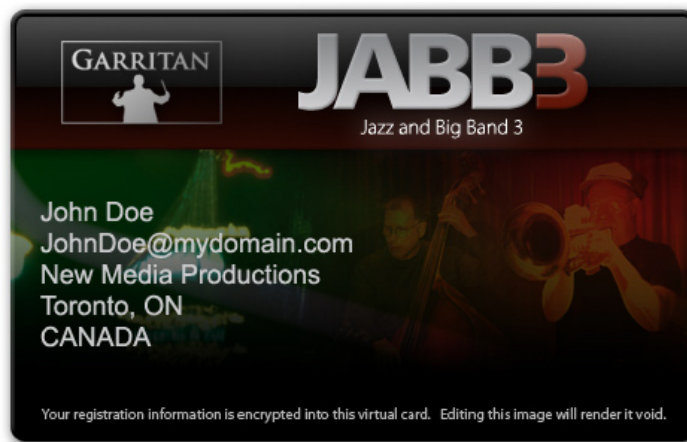 GARRITAN
JABB3
Jazz and Big Band 3
John Doe
JohnDoe@mydomain.com
New Media Productions
Toronto, ON
CANADA
Your registration information is encrypted into this virtual card. Editing this image will render it void.